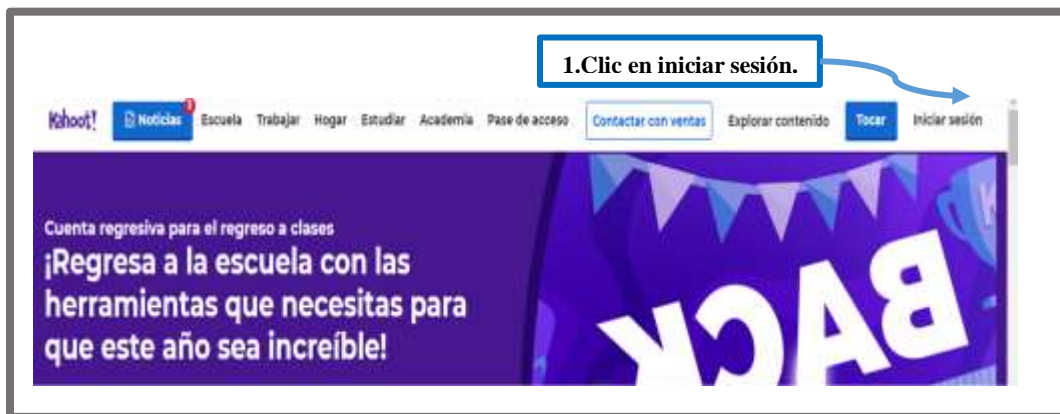 1.Clic en iniciar sesión.
Kahoot! Noticias 3 Escuela Trabajar Hogar Estudiar Academia Pase de acceso Contactar con ventas Explorar contenido Tocar Iniciar sesión
Cuenta regresiva para el regreso a clases
¡Regresa a la escuela con las
herramientas que necesitas para
que este año sea increíble!
BACK
K